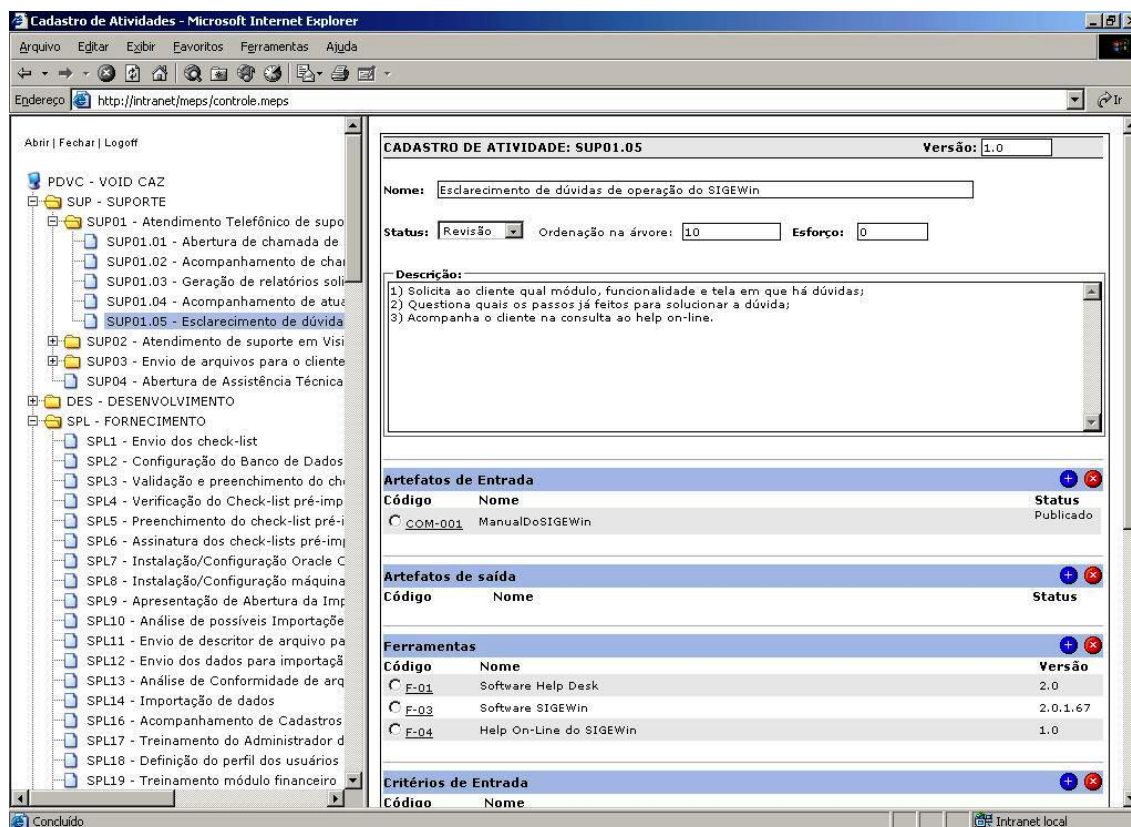 Cadastro de Atividades - Microsoft Internet Explorer
Arquivo Editar Exibir Favoritos Ferramentas Ajuda
Endereço http://intranet/meps/controle.meps Ir
Abrir | Fechar | Logoff
PDVC - VOID CAZ
SUP - SUPORTE
SUP01 - Atendimento Telefônico de supo
SUP01.01 - Abertura de chamada de
SUP01.02 - Acompanhamento de cha
SUP01.03 - Geração de relatórios soli
SUP01.04 - Acompanhamento de atua
SUP01.05 - Esclarecimento de dúvida
SUP02 - Atendimento de suporte em Visi
SUP03 - Envio de arquivos para o cliente
SUP04 - Abertura de Assistência Técnica
DES - DESENVOLVIMENTO
SPL - FORNECIMENTO
SPL1 - Envio dos check-list
SPL2 - Configuração do Banco de Dados
SPL3 - Validação e preenchimento do che
SPL4 - Verificação do Check-list pré-imp
SPL5 - Preenchimento do check-list pré-i
SPL6 - Assinatura dos check-lists pré-imp
SPL7 - Instalação/Configuração Oracle C
SPL8 - Instalação/Configuração máquina
SPL9 - Apresentação de Abertura da Imp
SPL10 - Análise de possíveis Importaçõe
SPL11 - Envio de descritor de arquivo pa
SPL12 - Envio dos dados para importaçã
SPL13 - Análise de Conformidade de arq
SPL14 - Importação de dados
SPL16 - Acompanhamento de Cadastros
SPL17 - Treinamento do Administrador d
SPL18 - Definição do perfil dos usuários
SPL19 - Treinamento módulo financeiro
CADASTRO DE ATIVIDADE: SUP01.05 Versão: 1.0
Nome: Esclarecimento de dúvidas de operação do SIGEWin
Status: Revisão Ordenação na árvore: 10 Esforço: 0
Descrição:
1) Solicita ao cliente qual módulo, funcionalidade e tela em que há dúvidas;
2) Questiona quais os passos já feitos para solucionar a dúvida;
3) Acompanha o cliente na consulta ao help on-line.
Artefatos de Entrada
Código Nome Status
COM-001 ManualDoSIGEWin Publicado
Artefatos de saída
Código Nome Status
Ferramentas
Código Nome Versão
F-01 Software Help Desk 2.0
F-03 Software SIGEWin 2.0.1.67
F-04 Help On-Line do SIGEWin 1.0
Critérios de Entrada
Código Nome
Concluído Intranet local